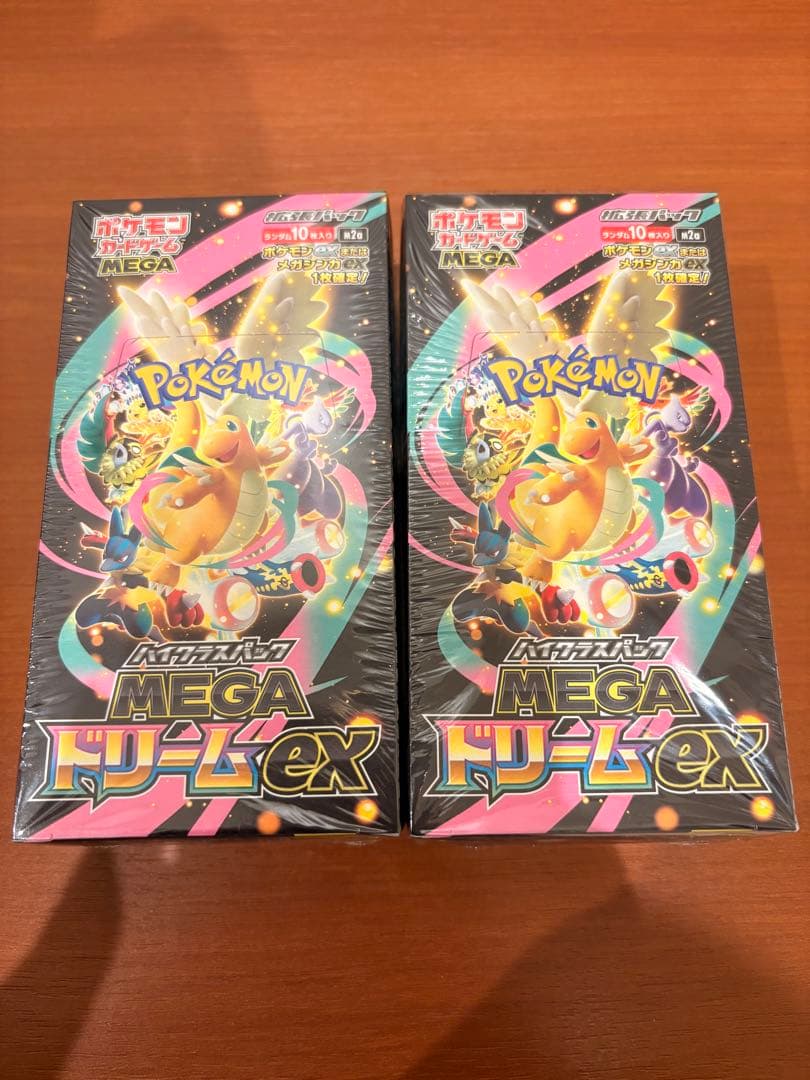 ポケモン
カードゲーム
MEGA
拡張パック
ランダム10枚入り
M2a
ポケモンexまたは
メガシンカex
1枚確定!
POKéMON
ハイクラスパック
MEGA
ドリームex
ポケモン
カードゲーム
MEGA
拡張パック
ランダム10枚入り
M2a
ポケモンexまたは
メガシンカex
1枚確定!
POKéMON
ハイクラスパック
MEGA
ドリームex